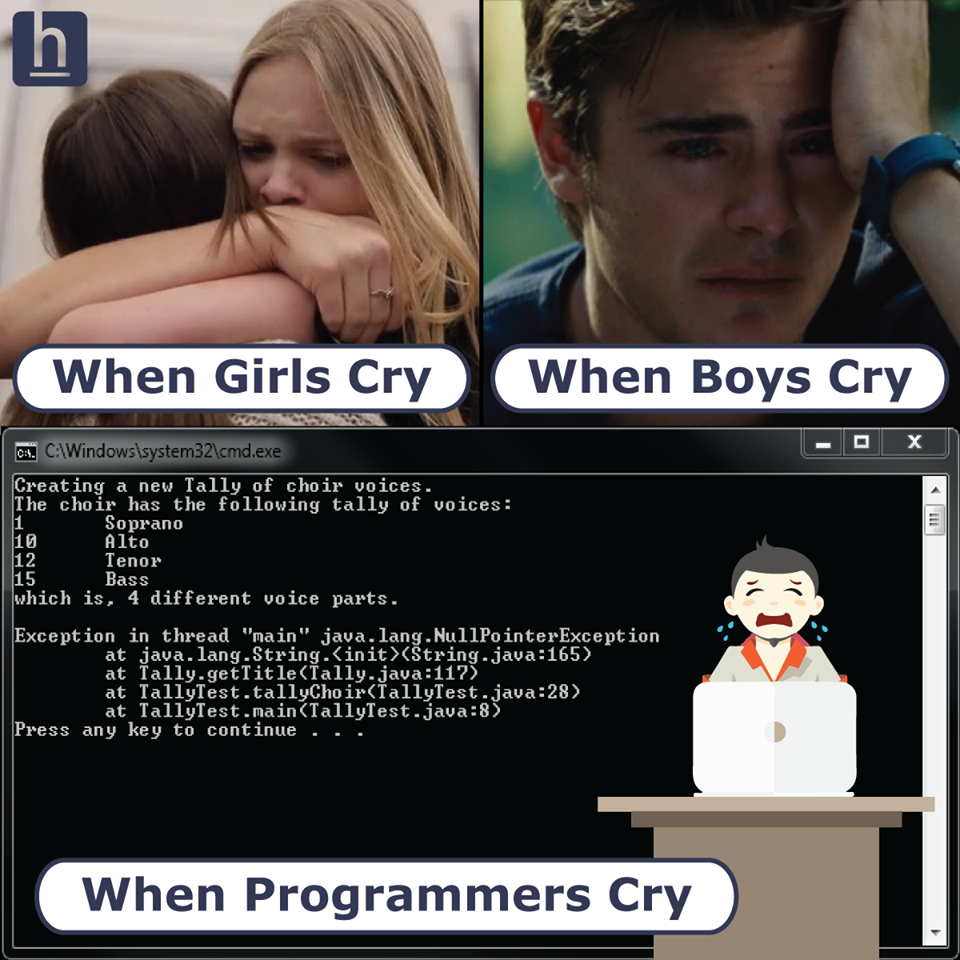 h
When Girls Cry
When Boys Cry
C:\Windows\system32\cmd.exe
Creating a new Tally of choir voices.
The choir has the following tally of voices:
1 Soprano
10 Alto
12 Tenor
15 Bass
which is, 4 different voice parts.
Exception in thread "main" java.lang.NullPointerException
at java.lang.String.<init>(String.java:165)
at Tally.getTitle(Tally.java:117)
at TallyTest.tallyChoir(TallyTest.java:28)
at TallyTest.main(TallyTest.java:8)
Press any key to continue . . .
When Programmers Cry